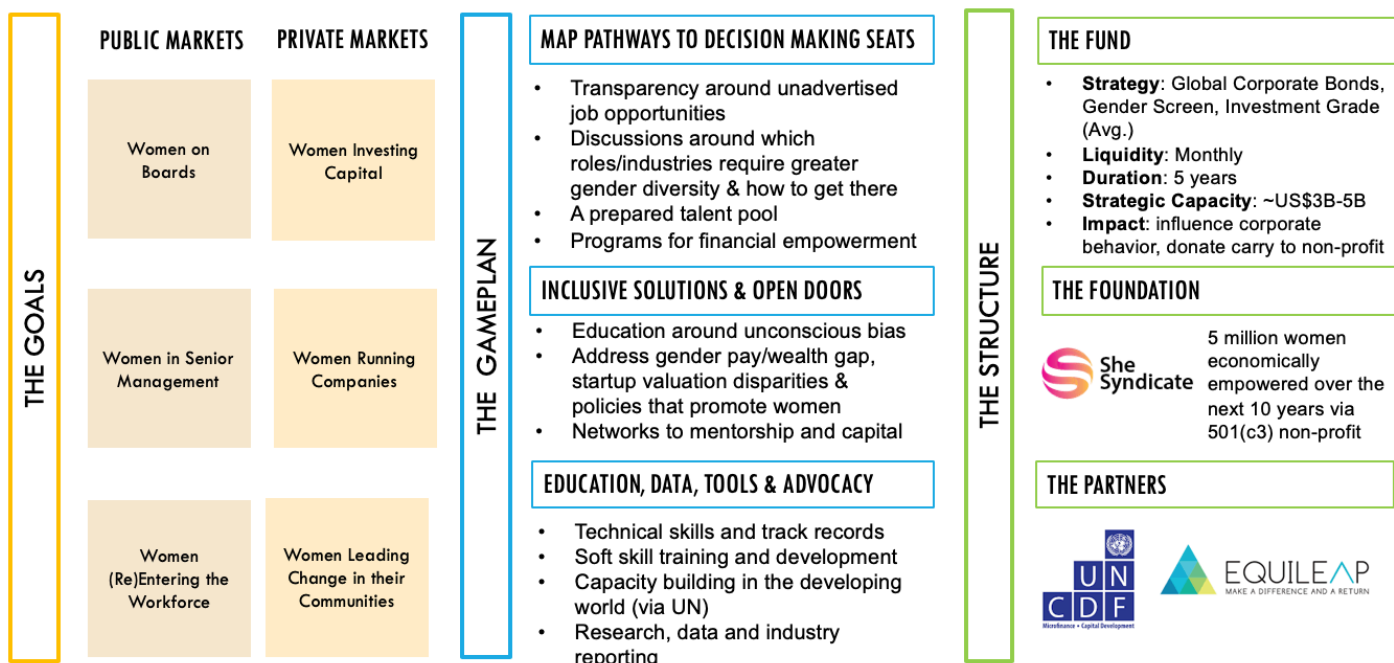 THE GOALS
PUBLIC MARKETS
PRIVATE MARKETS
Women on
Boards
Women Investing
Capital
Women in Senior
Management
Women Running
Companies
Women
(Re)Entering the
Workforce
Women Leading
Change in their
Communities
THE GAMEPLAN
MAP PATHWAYS TO DECISION MAKING SEATS
• Transparency around unadvertised
job opportunities
• Discussions around which
roles/industries require greater
gender diversity & how to get there
• A prepared talent pool
• Programs for financial empowerment
INCLUSIVE SOLUTIONS & OPEN DOORS
• Education around unconscious bias
• Address gender pay/wealth gap,
startup valuation disparities &
policies that promote women
• Networks to mentorship and capital
EDUCATION, DATA, TOOLS & ADVOCACY
• Technical skills and track records
• Soft skill training and development
• Capacity building in the developing
world (via UN)
• Research, data and industry
reporting
THE STRUCTURE
THE FUND
• Strategy: Global Corporate Bonds,
Gender Screen, Investment Grade
(Avg.)
• Liquidity: Monthly
• Duration: 5 years
• Strategic Capacity: ~US$3B-5B
• Impact: influence corporate
behavior, donate carry to non-profit
THE FOUNDATION
She
Syndicate
5 million women
economically
empowered over the
next 10 years via
501(c3) non-profit
THE PARTNERS
UN
CDF
Microfinance • Capital Development
EQUILEAP
MAKE A DIFFERENCE AND A RETURN